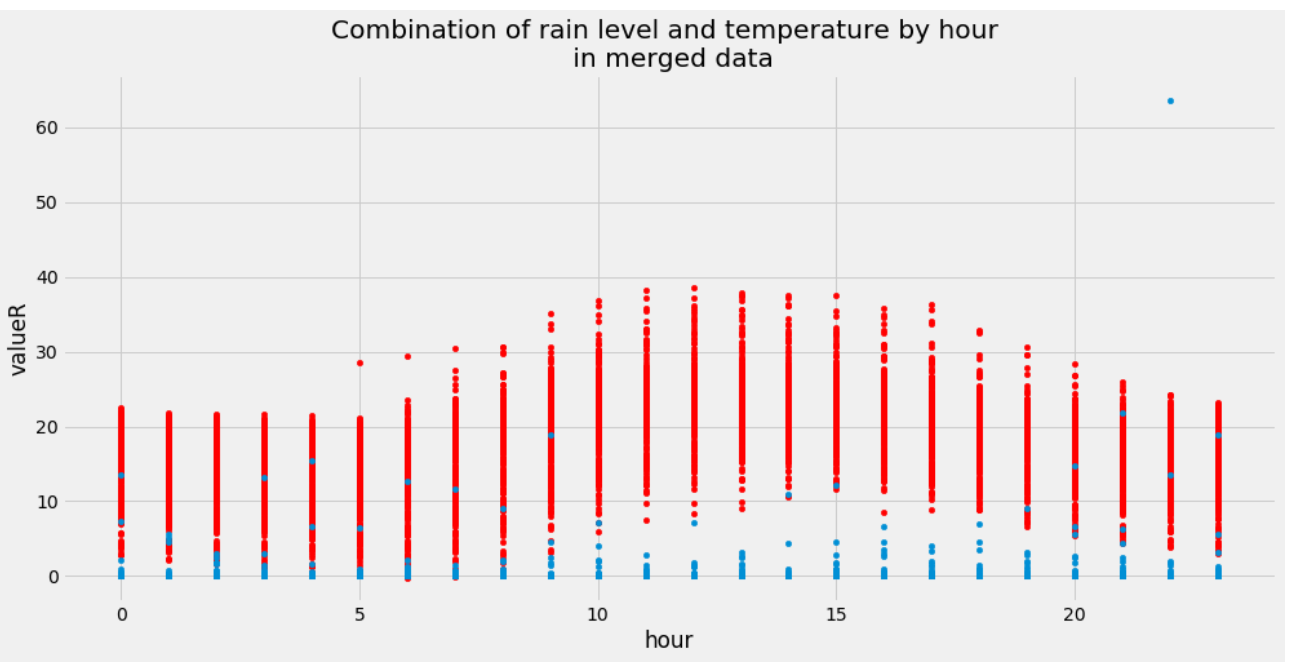 Combination of rain level and temperature by hour
in merged data
60
50
40
30
20
10
0
valueR
0 5 10 15 20
hour